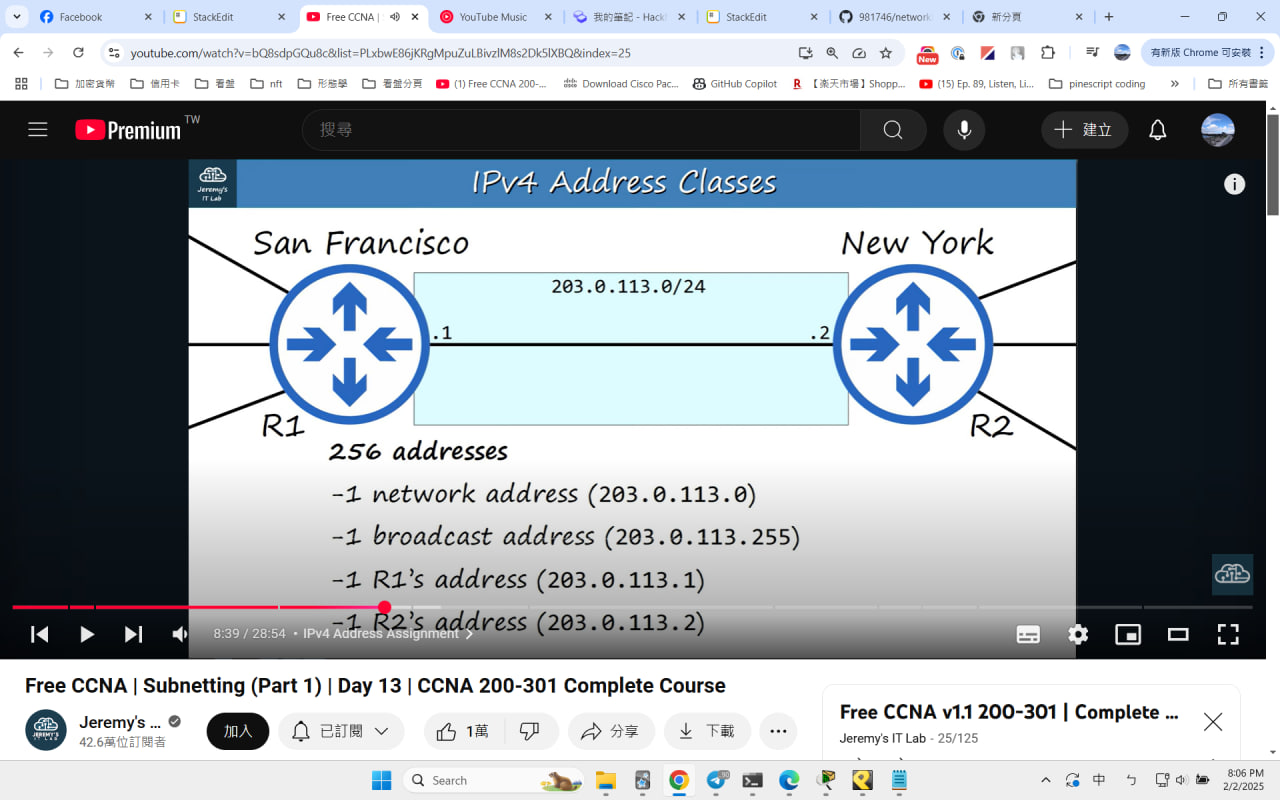 Facebook
StackEdit
Free CCNA |
YouTube Music
我的筆記 - Hack
StackEdit
981746/network
新分頁
youtube.com/watch?v=bQ8sdpGQu8c&list=PLxbwE86jKRgMpuZuLBivzlM8s2Dk5lXBQ&index=25
New
有新版 Chrome 可安裝
加密貨幣
信用卡
看盤
nft
形態學
看盤分頁
(1) Free CCNA 200-...
Download Cisco Pac...
GitHub Copilot
【楽天市場】Shopp...
(15) Ep. 89, Listen, Li...
pinescript coding
所有書籤
Premium TW
搜尋
建立
Jeremy's
IT Lab
IPv4 Address Classes
San Francisco
New York
203.0.113.0/24
.1
.2
R1
R2
256 addresses
-1 network address (203.0.113.0)
-1 broadcast address (203.0.113.255)
-1 R1's address (203.0.113.1)
-1 R2's address (203.0.113.2)
8:39 / 28:54 • IPv4 Address Assignment
Free CCNA | Subnetting (Part 1) | Day 13 | CCNA 200-301 Complete Course
JEREMY'S
Jeremy's ...
42.6萬位訂閱者
加入
已訂閱
1萬
分享
下載
Free CCNA v1.1 200-301 | Complete ...
Jeremy's IT Lab - 25/125
Search
90
中
8:06 PM
2/2/2025